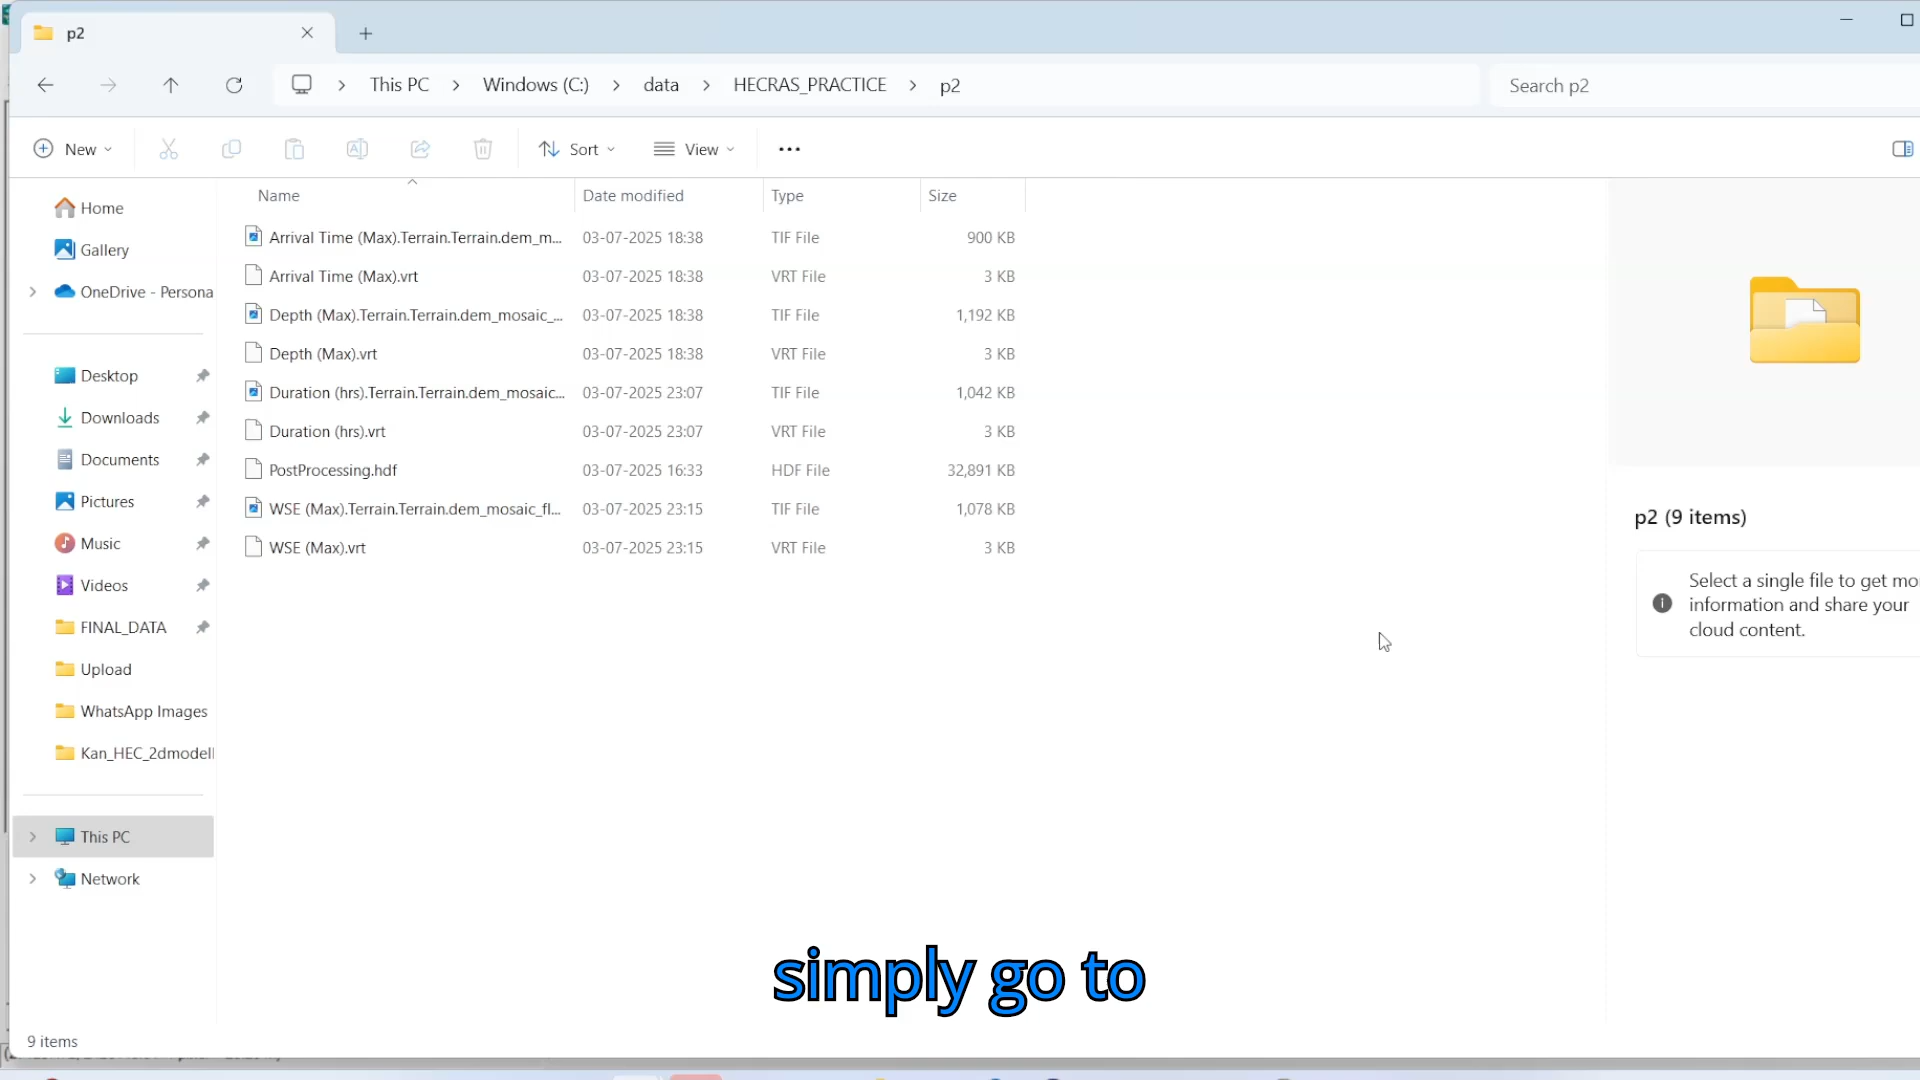 p2
This PC
Windows (C:)
data
HECRAS_PRACTICE
p2
Search p2
New
Sort
View
Home
Gallery
OneDrive - Persona
Desktop
Downloads
Documents
Pictures
Music
Videos
FINAL_DATA
Upload
WhatsApp Images
Kan_HEC_2dmodell
This PC
Network
Name Date modified Type Size
Arrival Time (Max).Terrain.Terrain.dem_m... 03-07-2025 18:38 TIF File 900 KB
Arrival Time (Max).vrt 03-07-2025 18:38 VRT File 3 KB
Depth (Max).Terrain.Terrain.dem_mosaic_... 03-07-2025 18:38 TIF File 1,192 KB
Depth (Max).vrt 03-07-2025 18:38 VRT File 3 KB
Duration (hrs).Terrain.Terrain.dem_mosaic... 03-07-2025 23:07 TIF File 1,042 KB
Duration (hrs).vrt 03-07-2025 23:07 VRT File 3 KB
PostProcessing.hdf 03-07-2025 16:33 HDF File 32,891 KB
WSE (Max).Terrain.Terrain.dem_mosaic_fl... 03-07-2025 23:15 TIF File 1,078 KB
WSE (Max).vrt 03-07-2025 23:15 VRT File 3 KB
p2 (9 items)
Select a single file to get mo
information and share your
cloud content.
simply go to
9 items